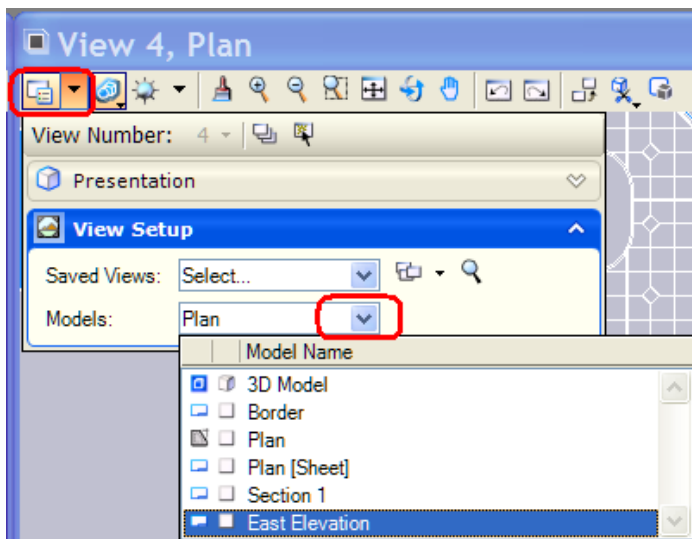 View 4, Plan
View Number: 4
Presentation
View Setup
Saved Views: Select...
Models: Plan
Model Name
3D Model
Border
Plan
Plan [Sheet]
Section 1
East Elevation